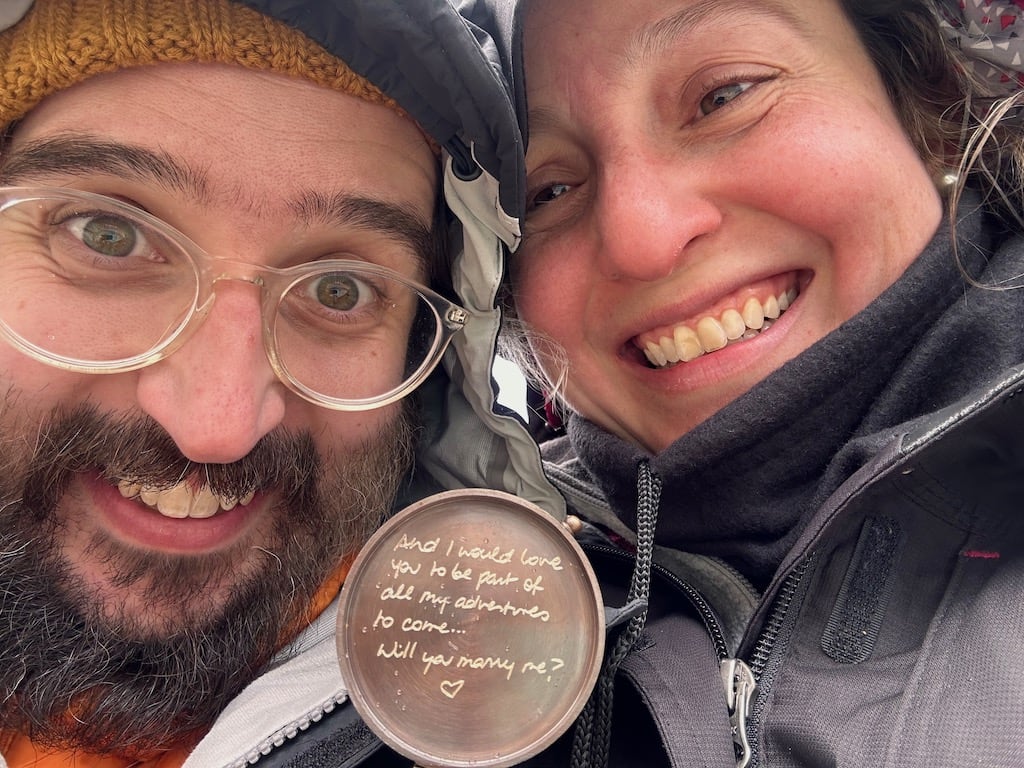 And I would love
you to be part of
all my adventures
to come...
Will you marry me?
♡